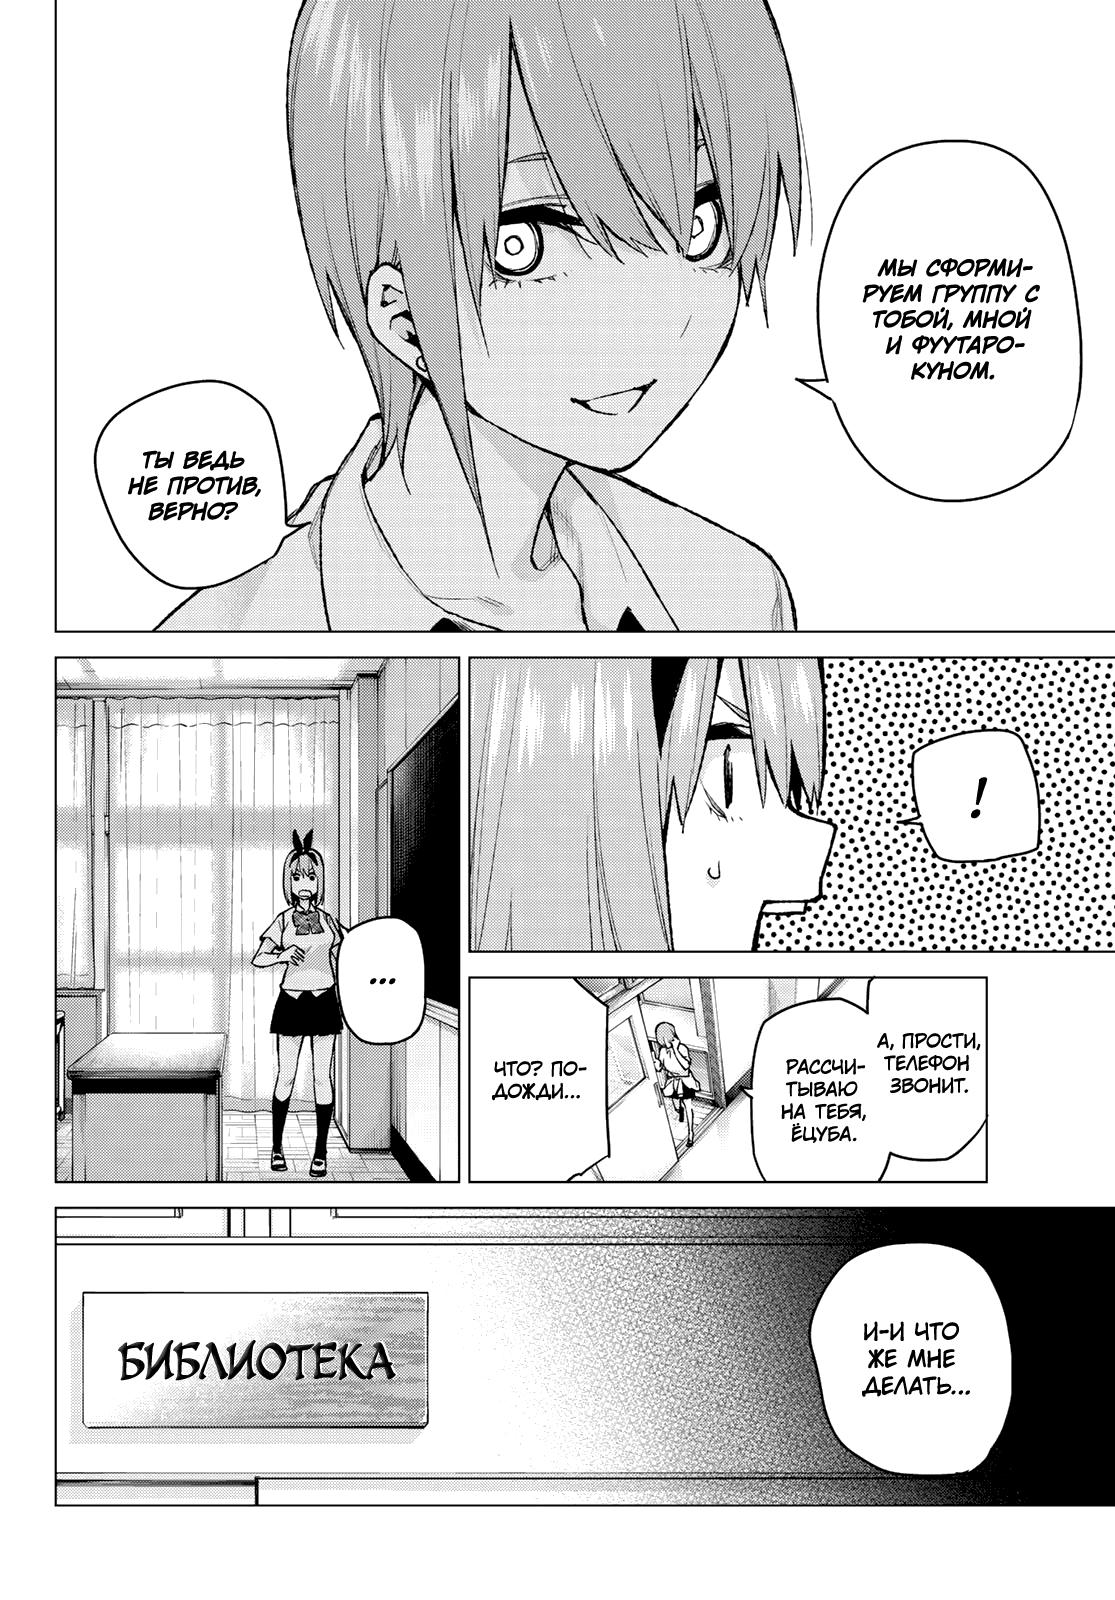 МЫ СФОРМИ-
РУЕМ ГРУППУ С
ТОБОЙ, МНОЙ
И ФУУТАРО-
КУНОМ.
ТЫ ВЕДЬ
НЕ ПРОТИВ,
ВЕРНО?
!
А, ПРОСТИ,
ТЕЛЕФОН
ЗВОНИТ.
РАССЧИ-
ТЫВАЮ
НА ТЕБЯ,
ЁЦУБА.
ЧТО? ПО-
ДОЖДИ...
...
И-И ЧТО
ЖЕ МНЕ
ДЕЛАТЬ...
БИБЛИОТЕКА